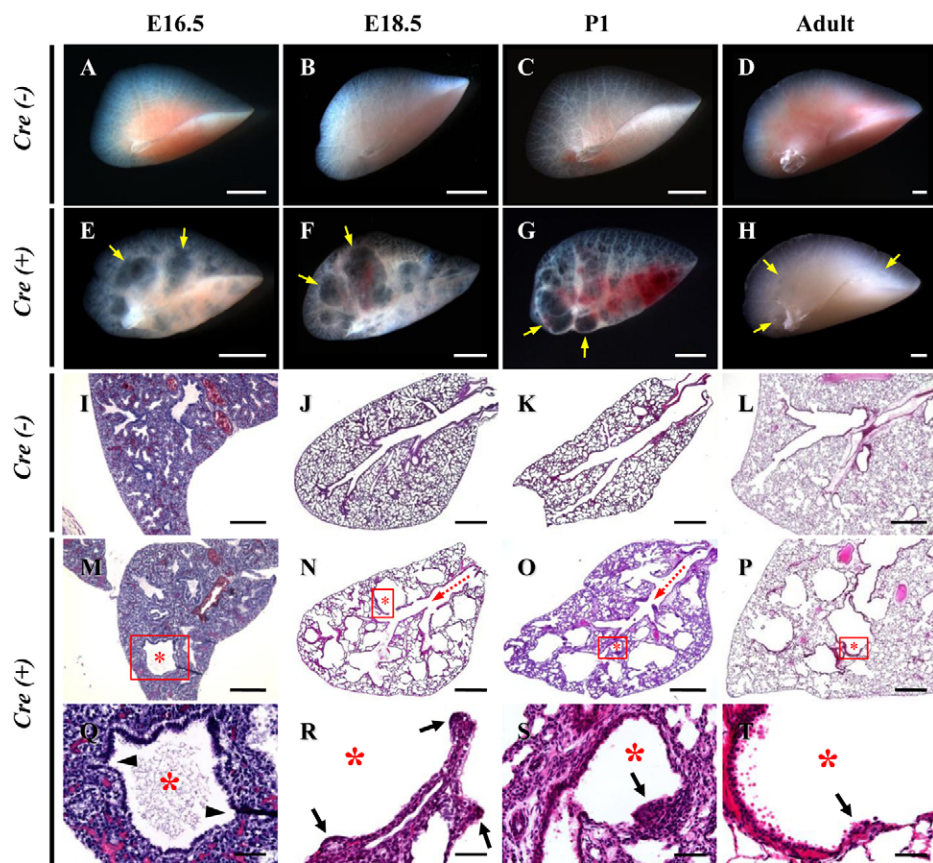 E16.5 E18.5 P1 Adult
Cre (-)
A B C D
Cre (+)
E F G H
Cre (-)
I J K L
Cre (+)
M N O P
* * * *
Q R S T
* * * *